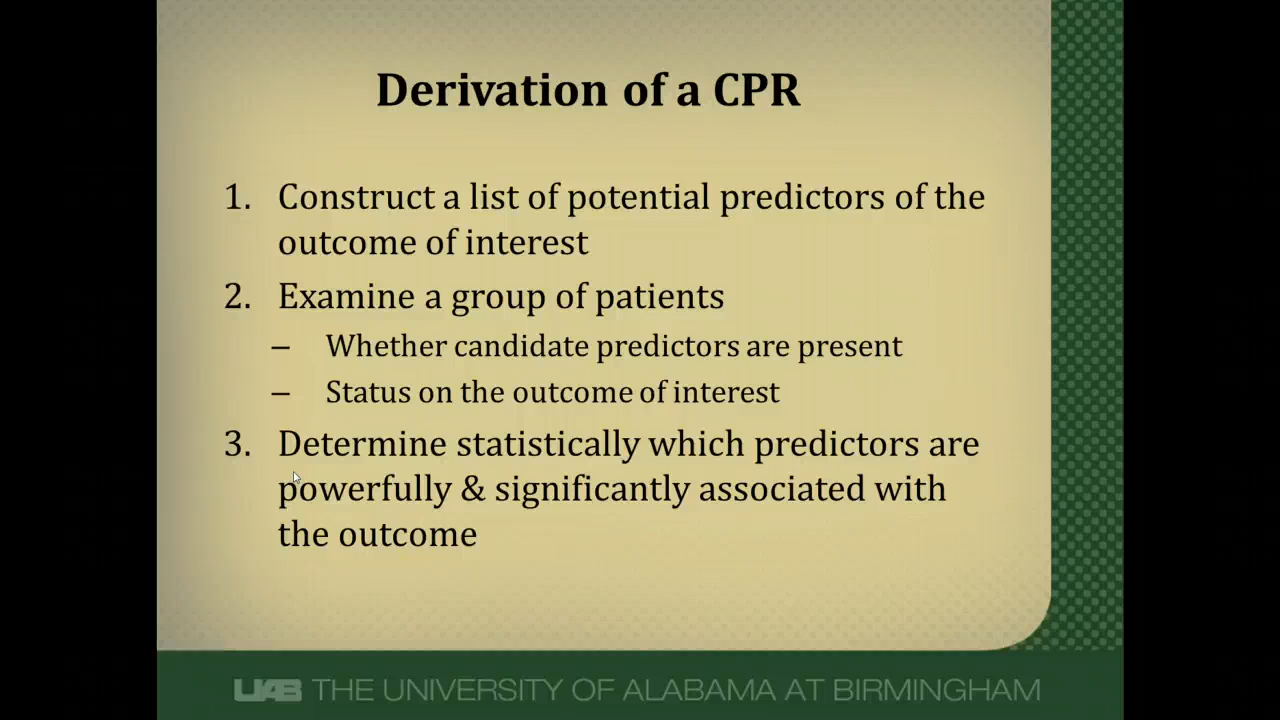 Derivation of a CPR
1. Construct a list of potential predictors of the
outcome of interest
2. Examine a group of patients
– Whether candidate predictors are present
– Status on the outcome of interest
3. Determine statistically which predictors are
powerfully & significantly associated with
the outcome
UAB THE UNIVERSITY OF ALABAMA AT BIRMINGHAM